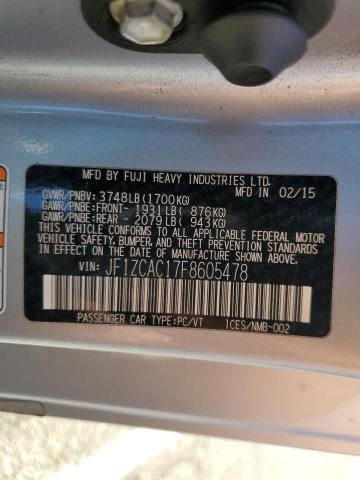 MFD BY FUJI HEAVY INDUSTRIES LTD.
GVWR/PNBV: 3748LB(1700KG) MFD IN 02/15
GAWR/PNBE:FRONT- 1931LB( 876KG)
GAWR/PNBE:REAR - 2079LB( 943KG)
THIS VEHICLE CONFORMS TO ALL APPLICABLE FEDERAL MOTOR
VEHICLE SAFETY, BUMPER, AND THEFT PREVENTION STANDARDS
IN EFFECT ON THE DATE OF MANUFACTURE SHOWN ABOVE.
VIN: JF1ZCAC17F8605478
PASSENGER CAR TYPE:PC/VT ICES/NMB-002